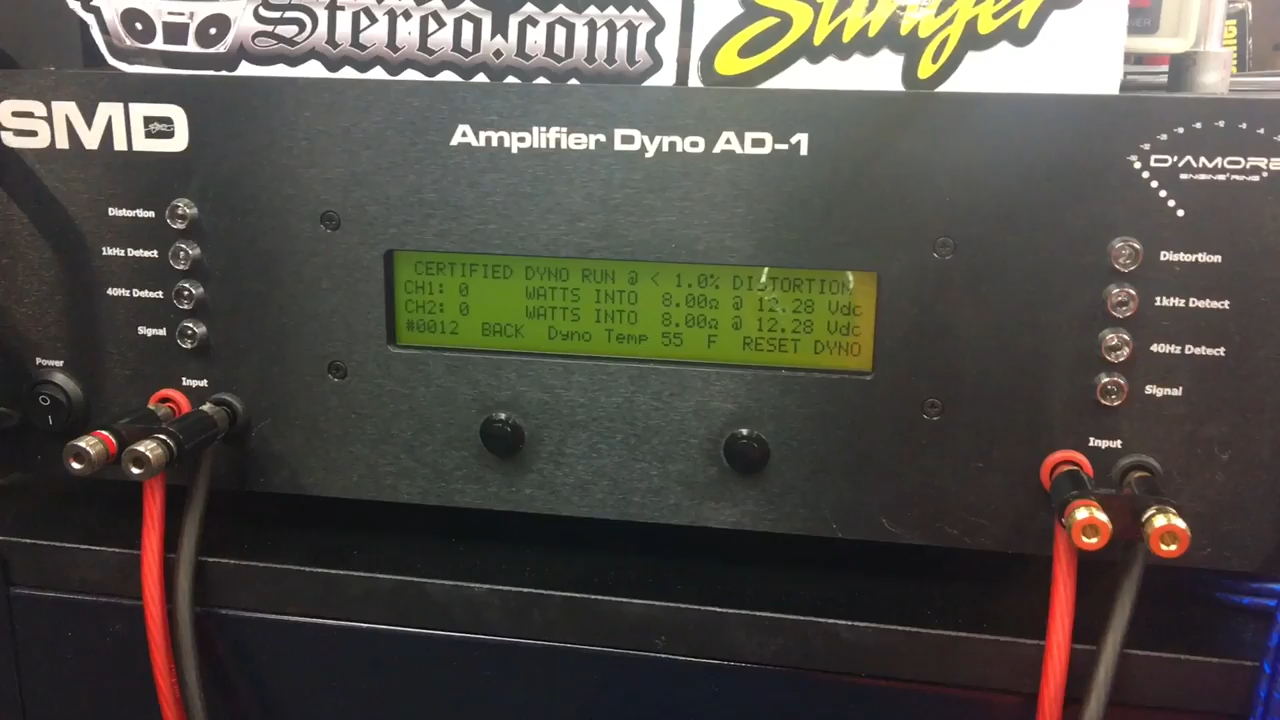 Stereo.com
Stinger
SMD
Amplifier Dyno AD-1
D'AMORE
ENGINEERING
Distortion
1kHz Detect
40Hz Detect
Signal
Power
Input
CERTIFIED DYNO RUN @ < 1.0% DISTORTION
CH1: 0 WATTS INTO 8.00Ω @ 12.28 Vdc
CH2: 0 WATTS INTO 8.00Ω @ 12.28 Vdc
#0012 BACK Dyno Temp 55 F RESET DYNO
Distortion
1kHz Detect
40Hz Detect
Signal
Input